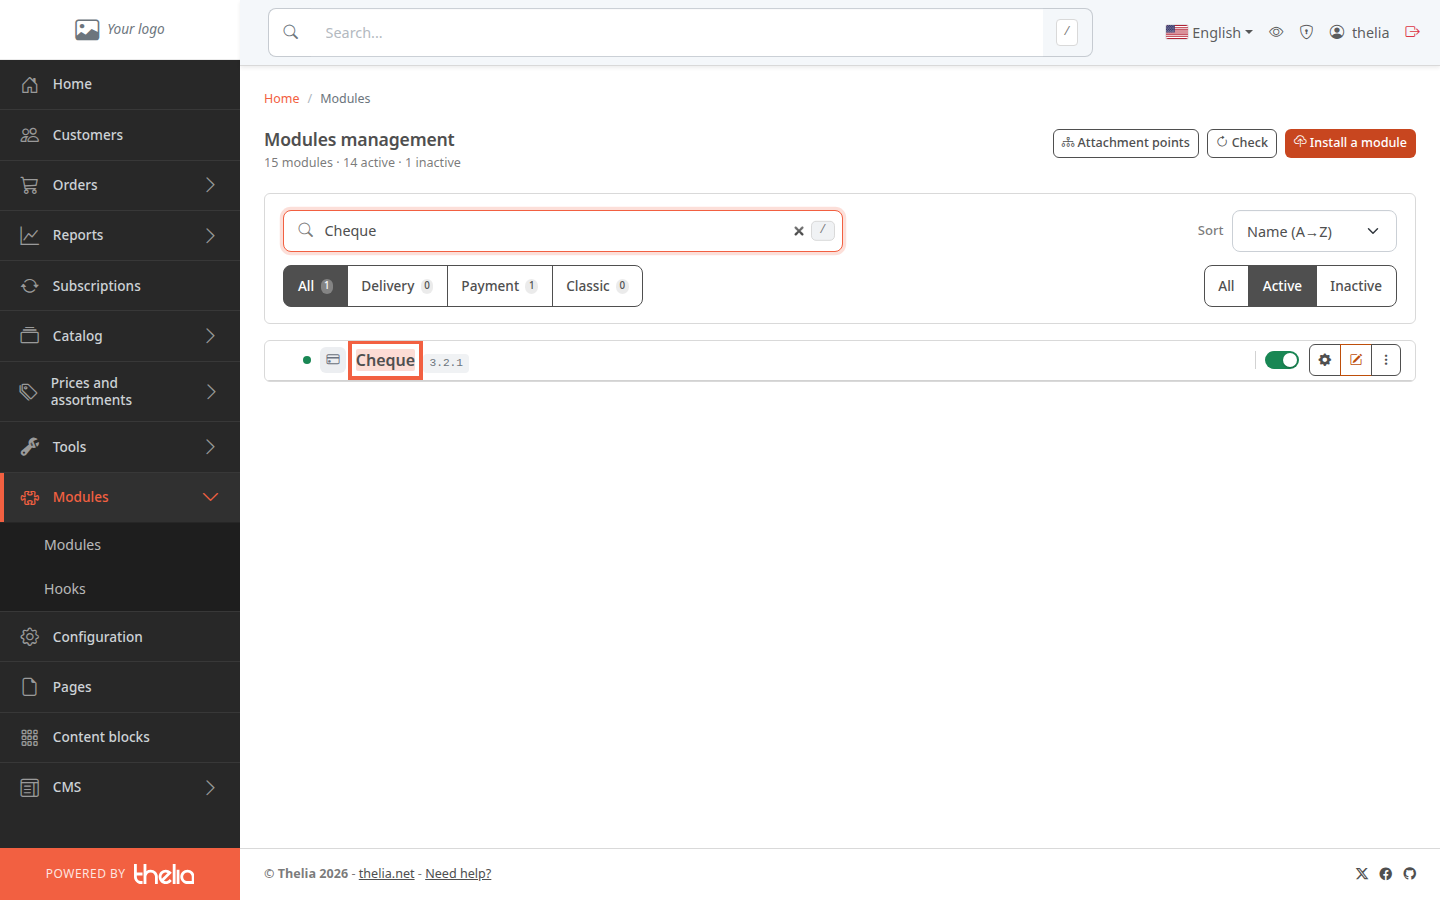 Your logo
Search...
/
English
thelia
Home
Customers
Orders
Reports
Subscriptions
Catalog
Prices and
assortments
Tools
Modules
Modules
Hooks
Configuration
Pages
Content blocks
CMS
POWERED BY thelia
Home / Modules
Modules management
15 modules · 14 active · 1 inactive
Attachment points
Check
Install a module
Cheque
/
Sort
Name (A→Z)
All 1
Delivery 0
Payment 1
Classic 0
All
Active
Inactive
Cheque 3.2.1
© Thelia 2026 - thelia.net - Need help?